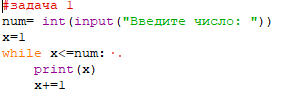 #задача 1
num= int(input("Введите число: "))
x=1
while x<=num:
    print(x)
    x+=1